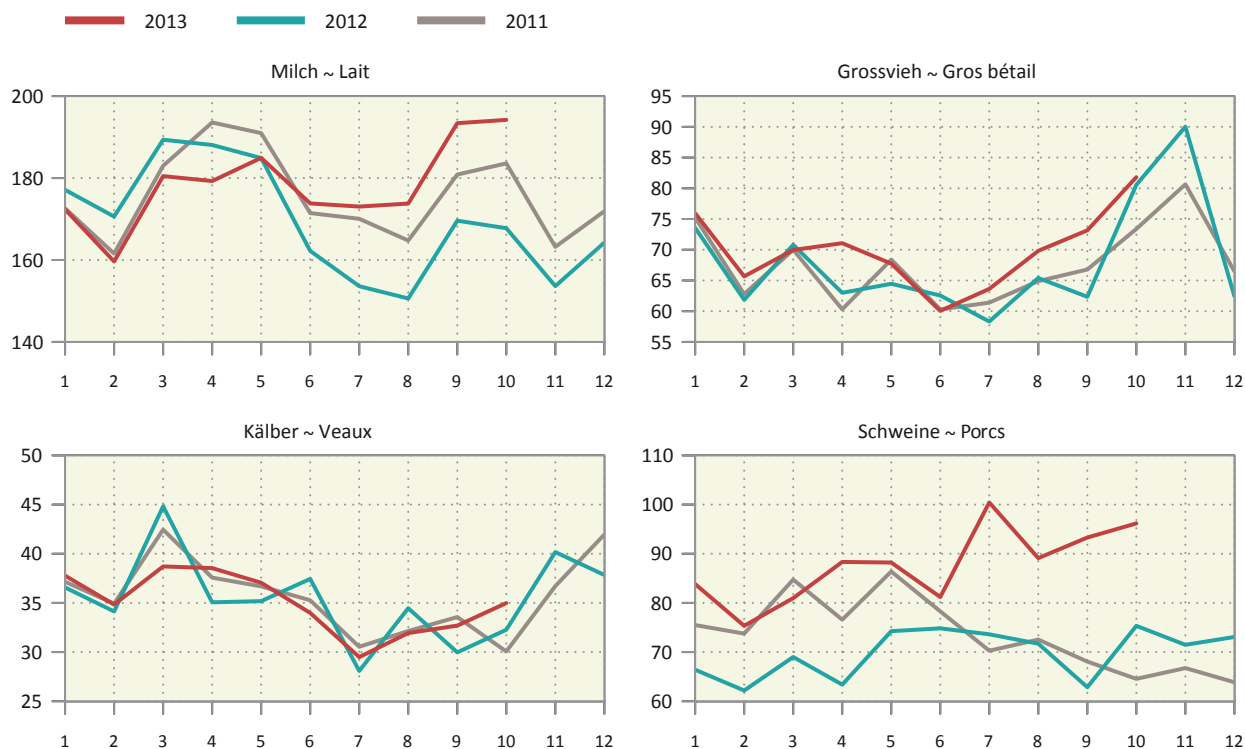 2013 2012 2011
Milch ~ Lait
200
180
160
140
1 2 3 4 5 6 7 8 9 10 11 12
Grossvieh ~ Gros bétail
95
90
85
80
75
70
65
60
55
1 2 3 4 5 6 7 8 9 10 11 12
Kälber ~ Veaux
50
45
40
35
30
25
1 2 3 4 5 6 7 8 9 10 11 12
Schweine ~ Porcs
110
100
90
80
70
60
1 2 3 4 5 6 7 8 9 10 11 12